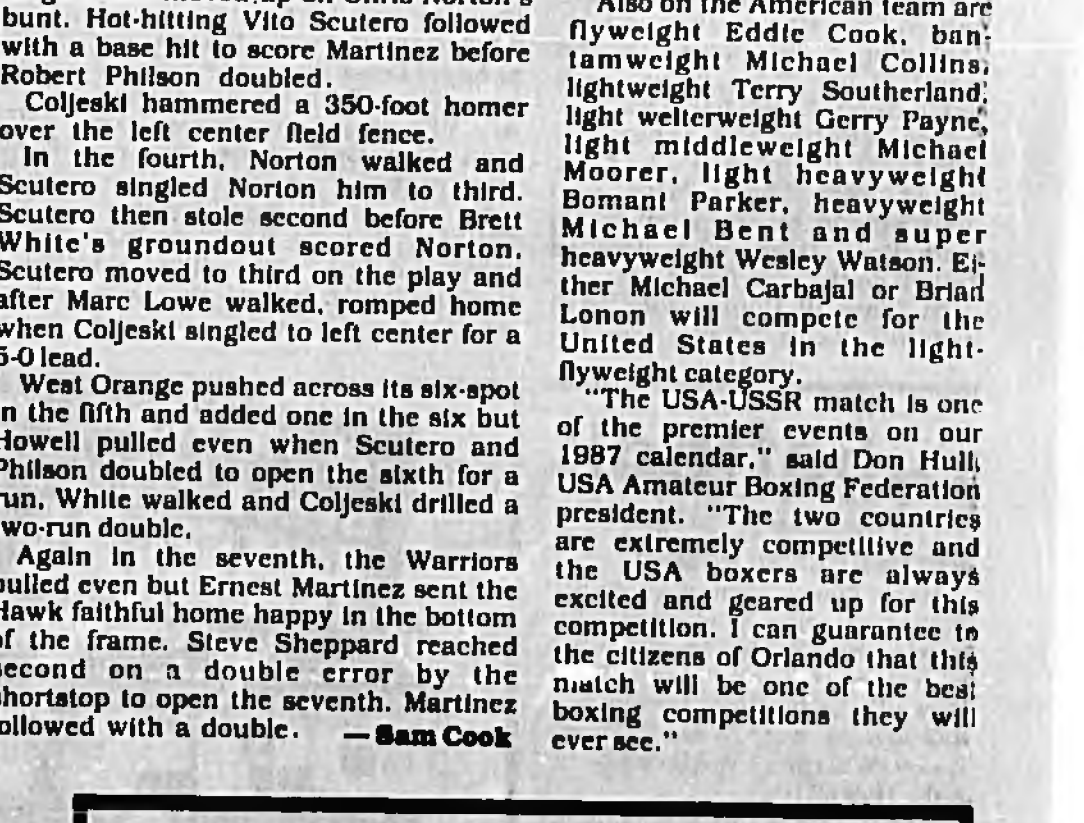 bunt. Hot-hitting Vito Scutero followed
with a base hit to score Martinez before
Robert Philson doubled.
Coljeski hammered a 350-foot homer
over the left center field fence.
In the fourth, Norton walked and
Scutero singled Norton him to third.
Scutero then stole second before Brett
White's groundout scored Norton.
Scutero moved to third on the play and
after Marc Lowe walked, romped home
when Coljeski singled to left center for a
5-0 lead.
West Orange pushed across its six-spot
in the fifth and added one in the six but
Howell pulled even when Scutero and
Philson doubled to open the sixth for a
run. White walked and Coljeski drilled a
two-run double.
Again in the seventh, the Warriors
pulled even but Ernest Martinez sent the
Hawk faithful home happy in the bottom
of the frame. Steve Sheppard reached
second on a double error by the
shortstop to open the seventh. Martinez
followed with a double. — Sam Cook
Also on the American team are
flyweight Eddie Cook, ban-
tamweight Michael Collins,
lightweight Terry Southerland,
light welterweight Gerry Payne,
light middleweight Michael
Moorer, light heavyweight
Bomani Parker, heavyweight
Michael Bent and super
heavyweight Wesley Watson. Ei-
ther Michael Carbajal or Brian
Lonon will compete for the
United States in the light-
flyweight category.
"The USA-USSR match is one
of the premier events on our
1987 calendar," said Don Hull,
USA Amateur Boxing Federation
president. "The two countries
are extremely competitive and
the USA boxers are always
excited and geared up for this
competition. I can guarantee to
the citizens of Orlando that this
match will be one of the best
boxing competitions they will
ever see."